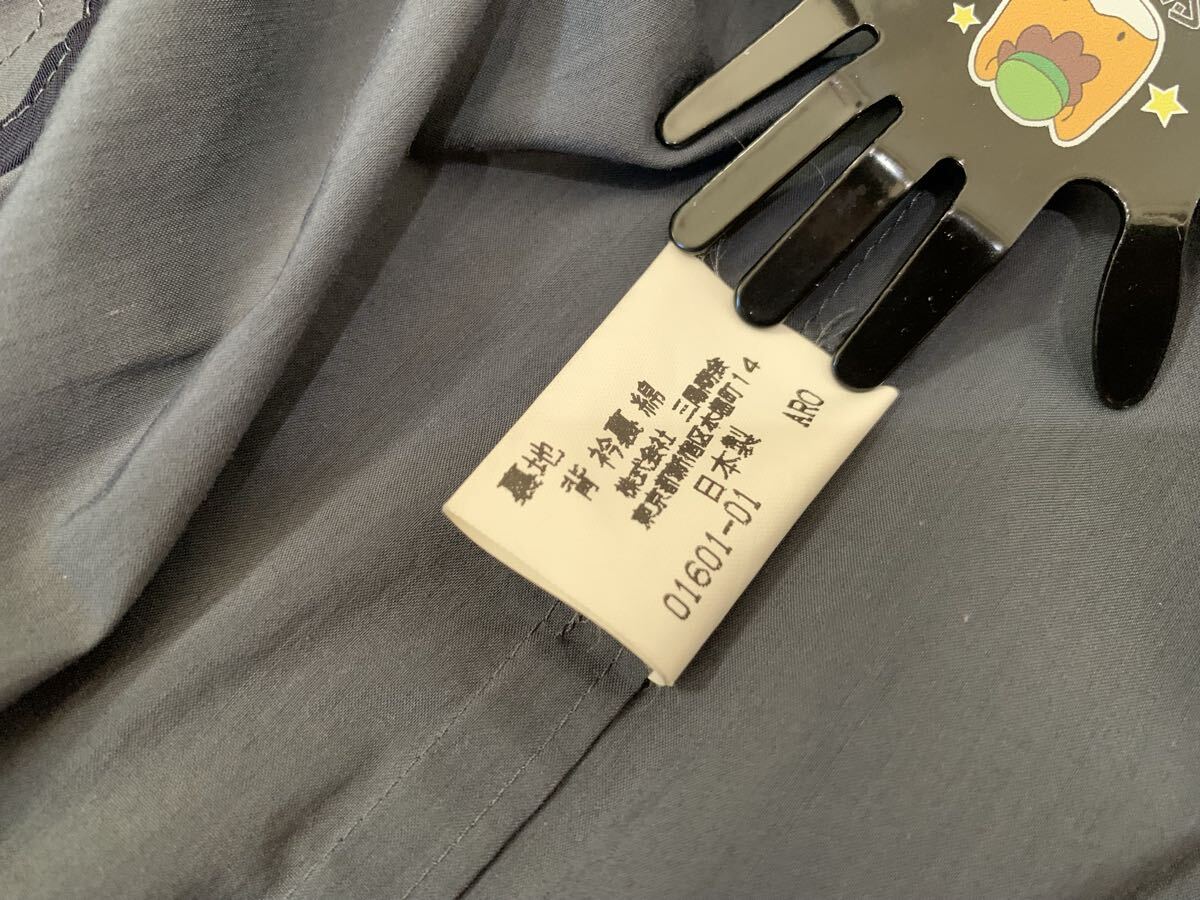 裏地
背 衿裏 綿
株式会社 三陽商会
東京都新宿区本塩町14
日本製 ARO
01601-01